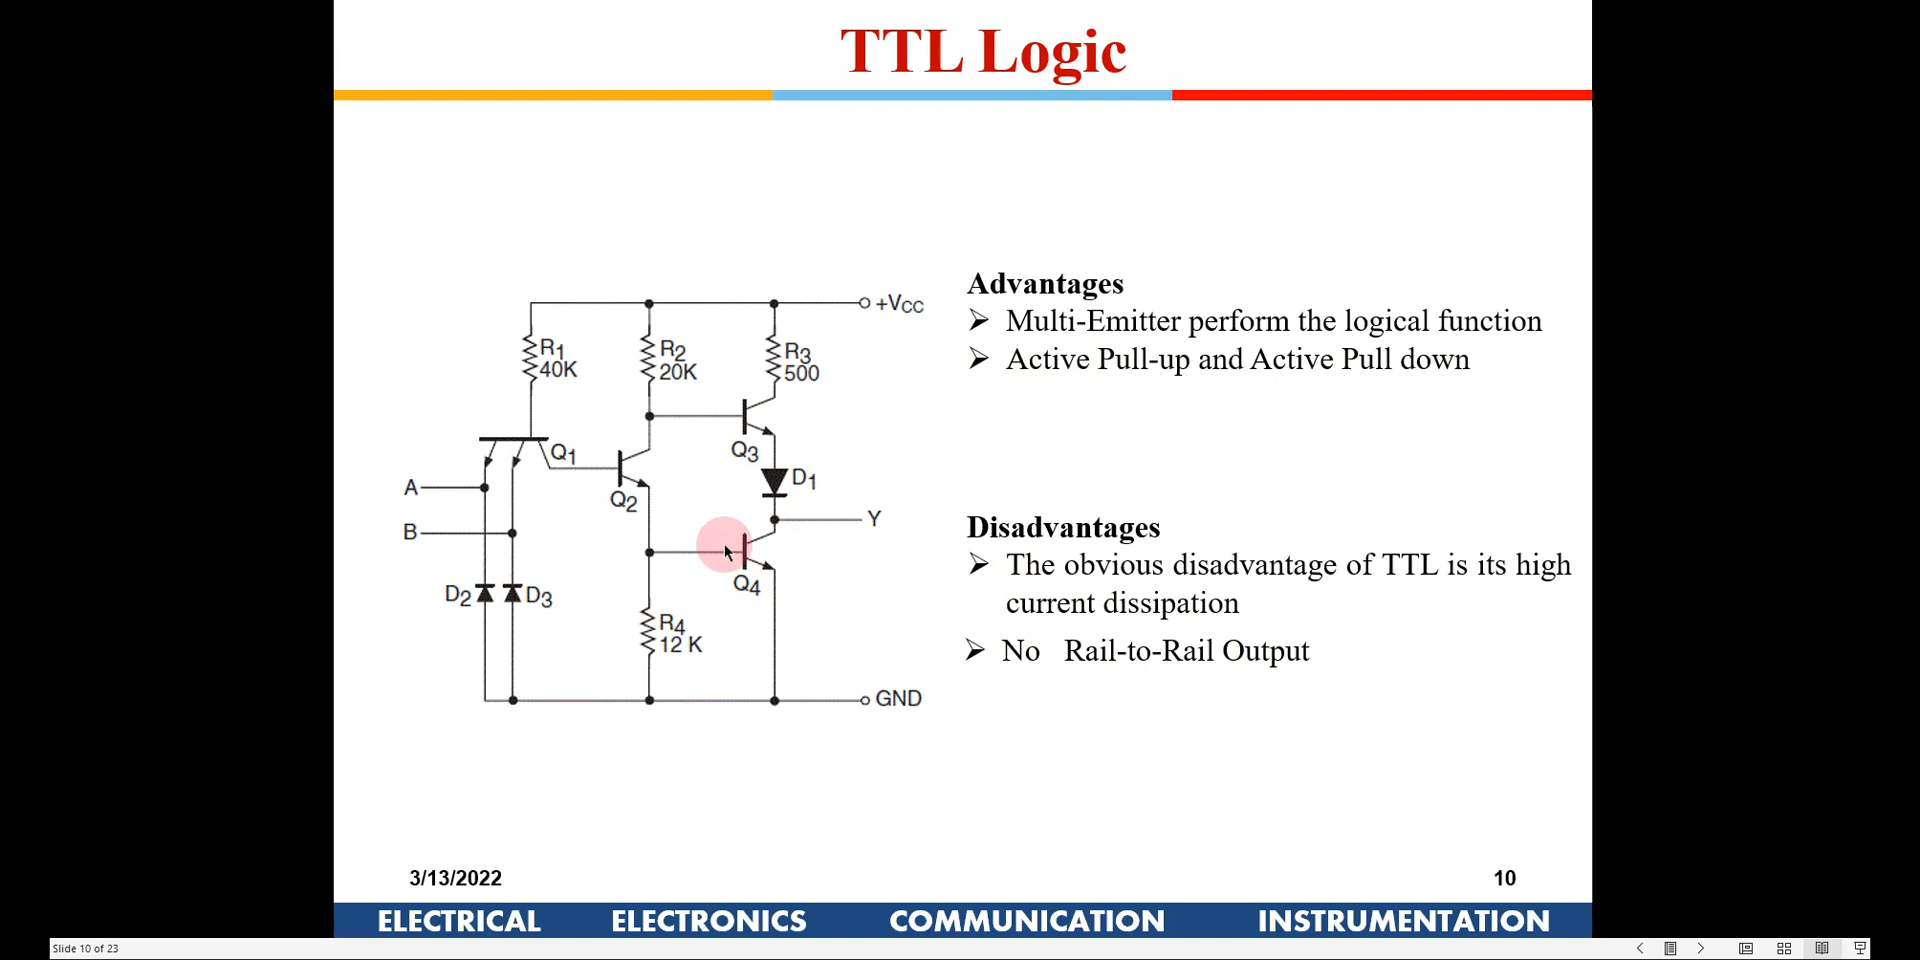 TTL Logic
+VCC
R1
40K
R2
20K
R3
500
Q1
Q3
D1
A
Q2
Y
B
Q4
D2
D3
R4
12 K
GND
Advantages
➢ Multi-Emitter perform the logical function
➢ Active Pull-up and Active Pull down
Disadvantages
➢ The obvious disadvantage of TTL is its high
current dissipation
➢ No Rail-to-Rail Output
3/13/2022
10
ELECTRICAL ELECTRONICS COMMUNICATION INSTRUMENTATION
Slide 10 of 23